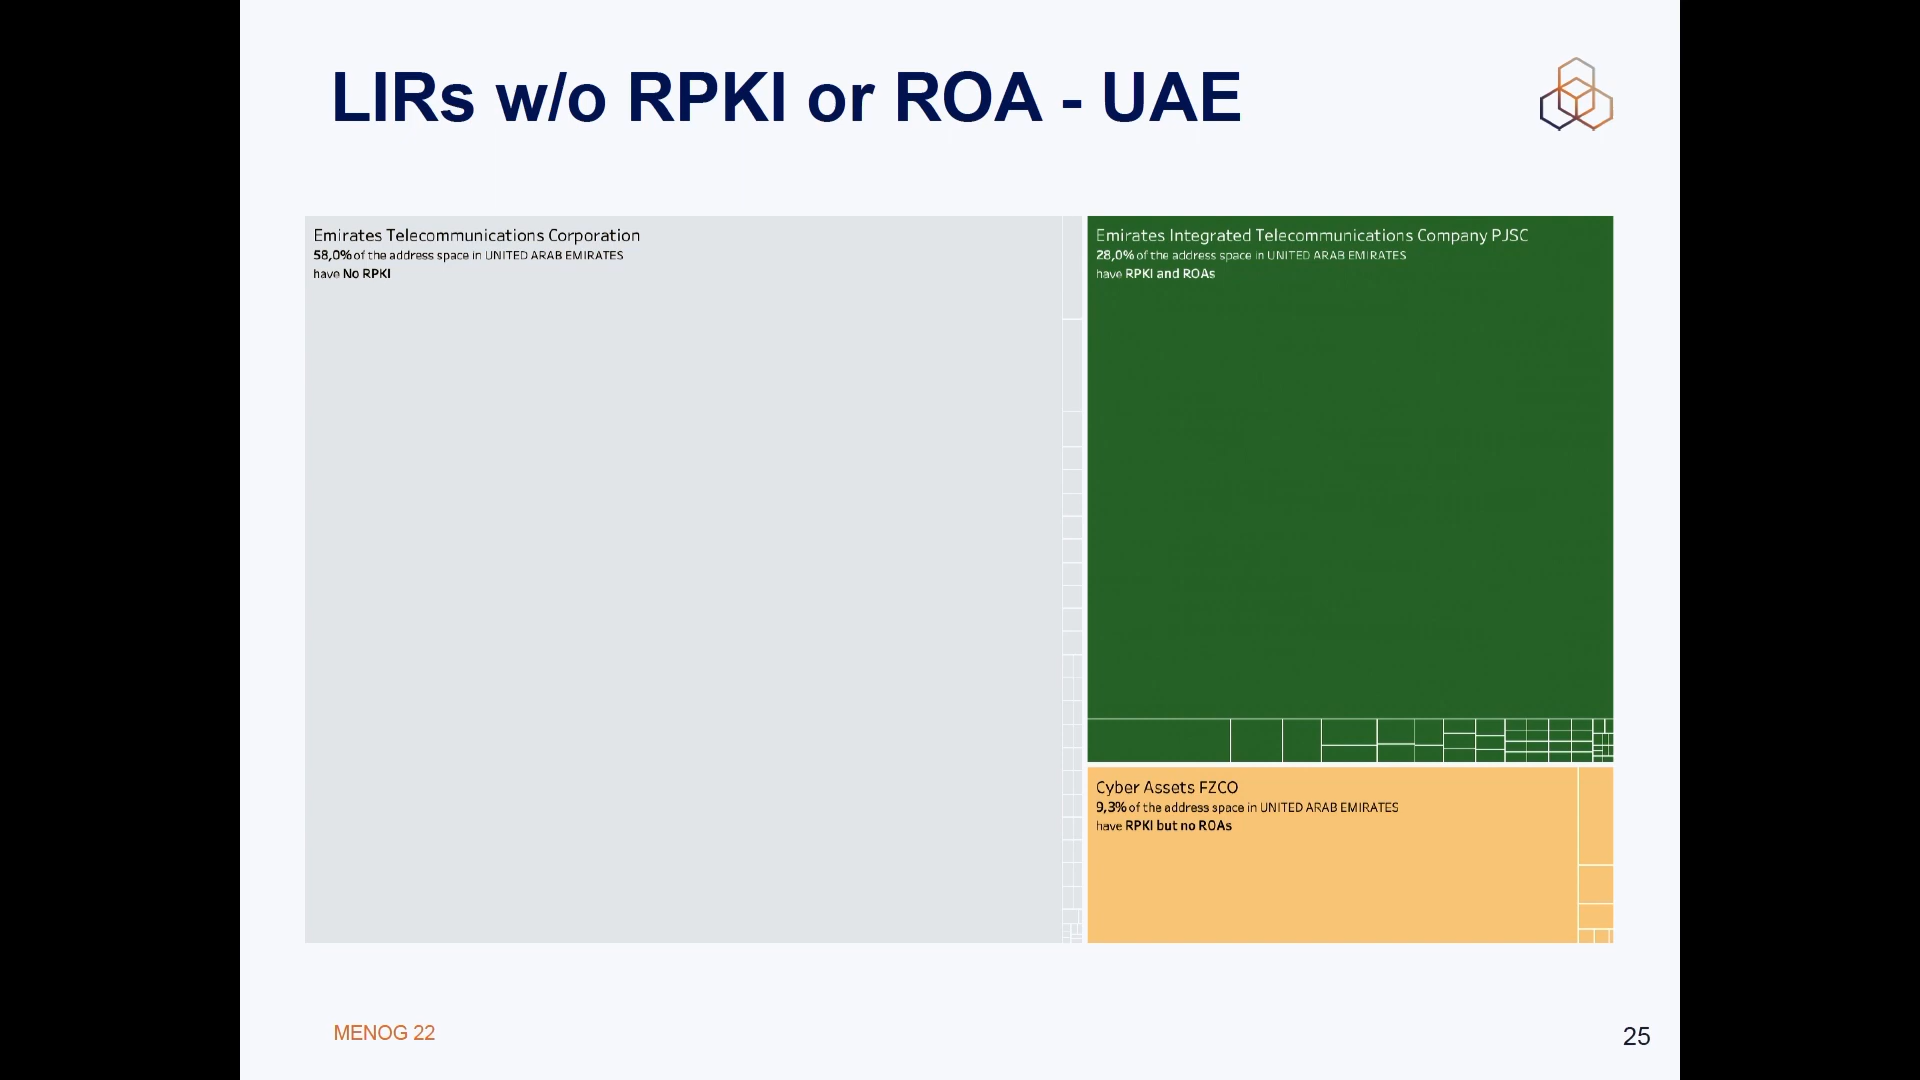 LIRs w/o RPKI or ROA - UAE
Emirates Telecommunications Corporation
58,0% of the address space in UNITED ARAB EMIRATES
have No RPKI
Emirates Integrated Telecommunications Company PJSC
28,0% of the address space in UNITED ARAB EMIRATES
have RPKI and ROAs
Cyber Assets FZCO
9,3% of the address space in UNITED ARAB EMIRATES
have RPKI but no ROAs
MENOG 22
25